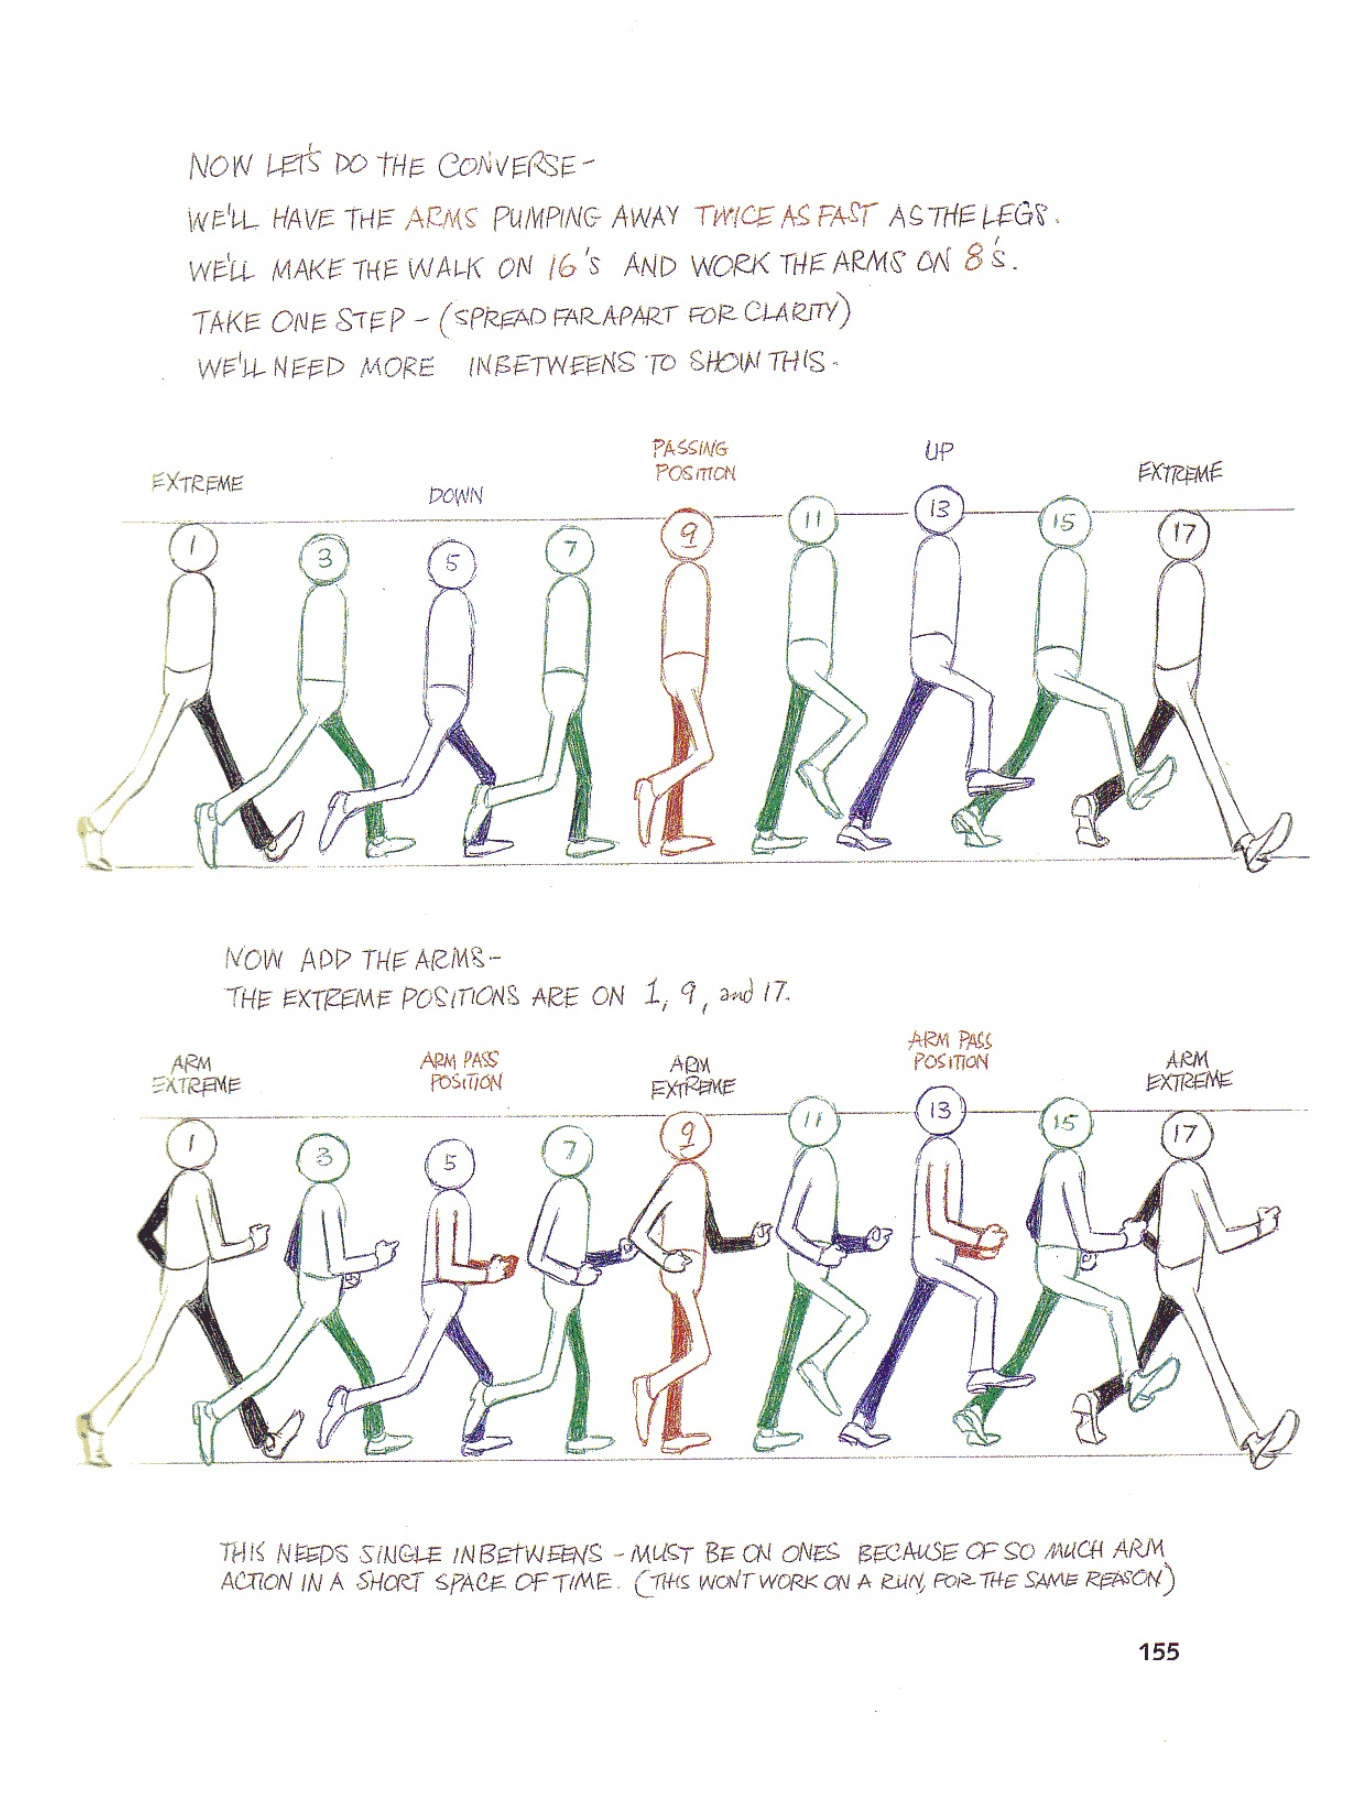 NOW LET'S DO THE CONVERSE -
WE'LL HAVE THE ARMS PUMPING AWAY TWICE AS FAST AS THE LEGS.
WE'LL MAKE THE WALK ON 16'S AND WORK THE ARMS ON 8'S.
TAKE ONE STEP - (SPREAD FAR APART FOR CLARITY)
WE'LL NEED MORE INBETWEENS TO SHOW THIS.
EXTREME
DOWN
PASSING
POSITION
UP
EXTREME
1 3 5 7 9 11 13 15 17
NOW ADD THE ARMS -
THE EXTREME POSITIONS ARE ON 1, 9, and 17.
ARM
EXTREME
ARM PASS
POSITION
ARM
EXTREME
ARM PASS
POSITION
ARM
EXTREME
1 3 5 7 9 11 13 15 17
THIS NEEDS SINGLE INBETWEENS - MUST BE ON ONES BECAUSE OF SO MUCH ARM
ACTION IN A SHORT SPACE OF TIME. (THIS WON'T WORK ON A RUN, FOR THE SAME REASON)
155